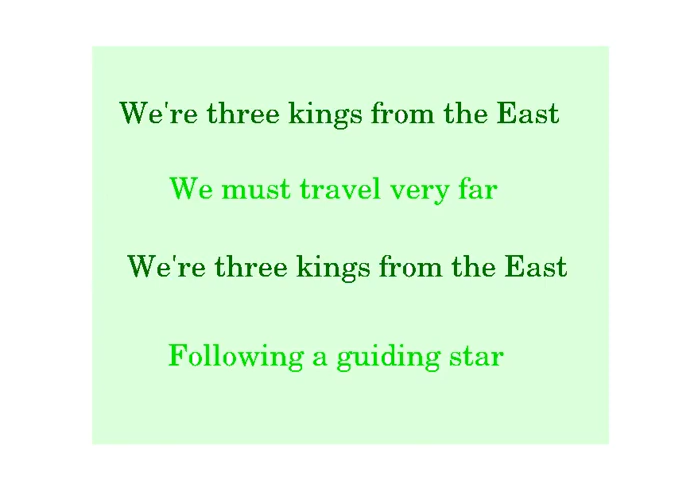 We're three kings from the East
We must travel very far
We're three kings from the East
Following a guiding star